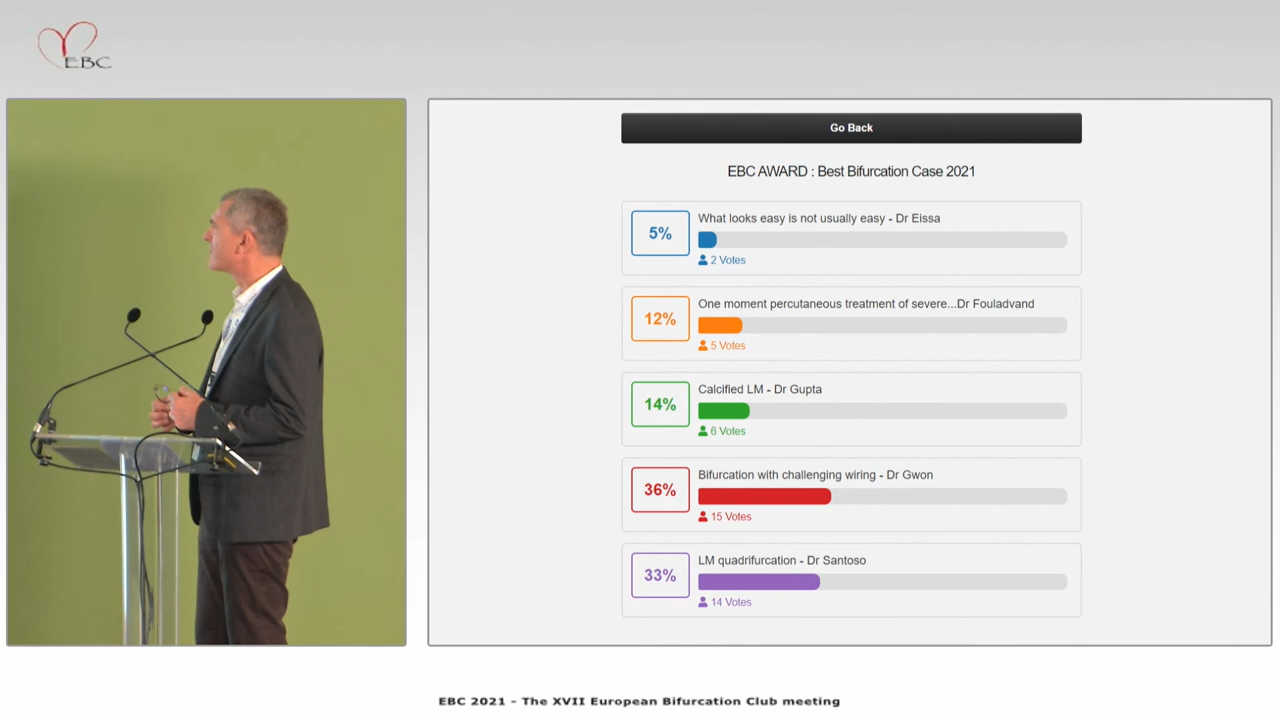 EBC
Go Back
EBC AWARD : Best Bifurcation Case 2021
5%
What looks easy is not usually easy - Dr Eissa
2 Votes
12%
One moment percutaneous treatment of severe...Dr Fouladvand
5 Votes
14%
Calcified LM - Dr Gupta
6 Votes
36%
Bifurcation with challenging wiring - Dr Gwon
15 Votes
33%
LM quadrifurcation - Dr Santoso
14 Votes
EBC 2021 - The XVII European Bifurcation Club meeting